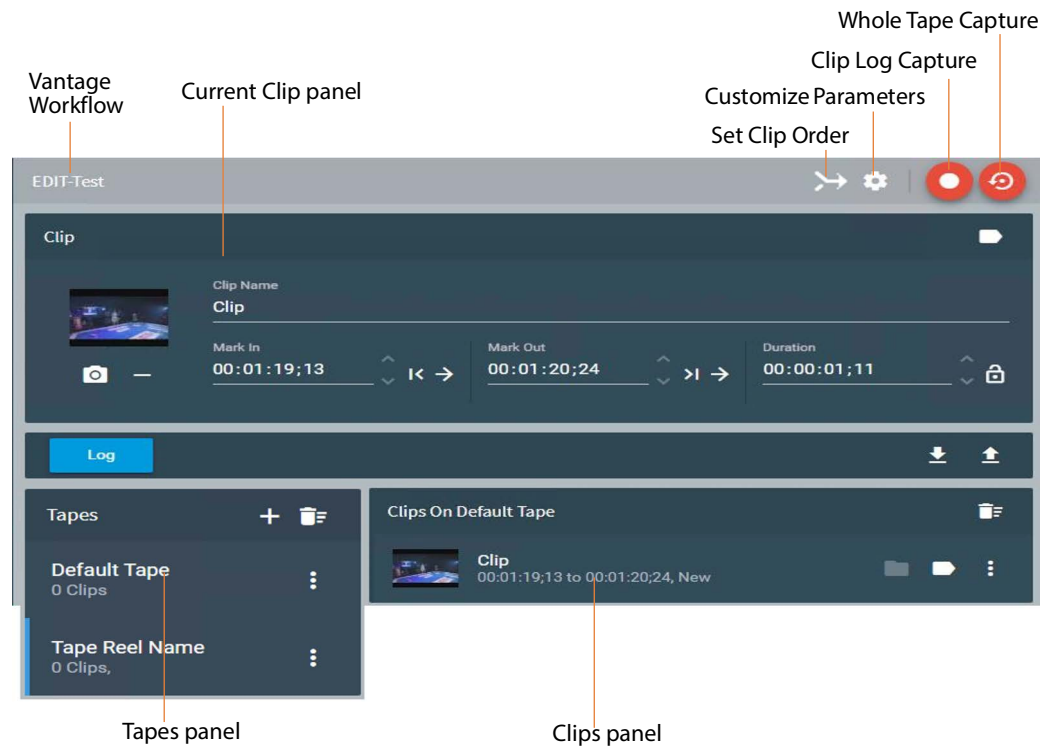 Whole Tape Capture
Clip Log Capture
Vantage
Workflow
Current Clip panel
Customize Parameters
Set Clip Order
EDIT-Test
Clip
Clip Name
Clip
Mark In
00:01:19;13
Mark Out
00:01:20;24
Duration
00:00:01;11
Log
Tapes
Default Tape
0 Clips
Tape Reel Name
0 Clips,
Clips On Default Tape
Clip
00:01:19;13 to 00:01:20;24, New
Tapes panel
Clips panel